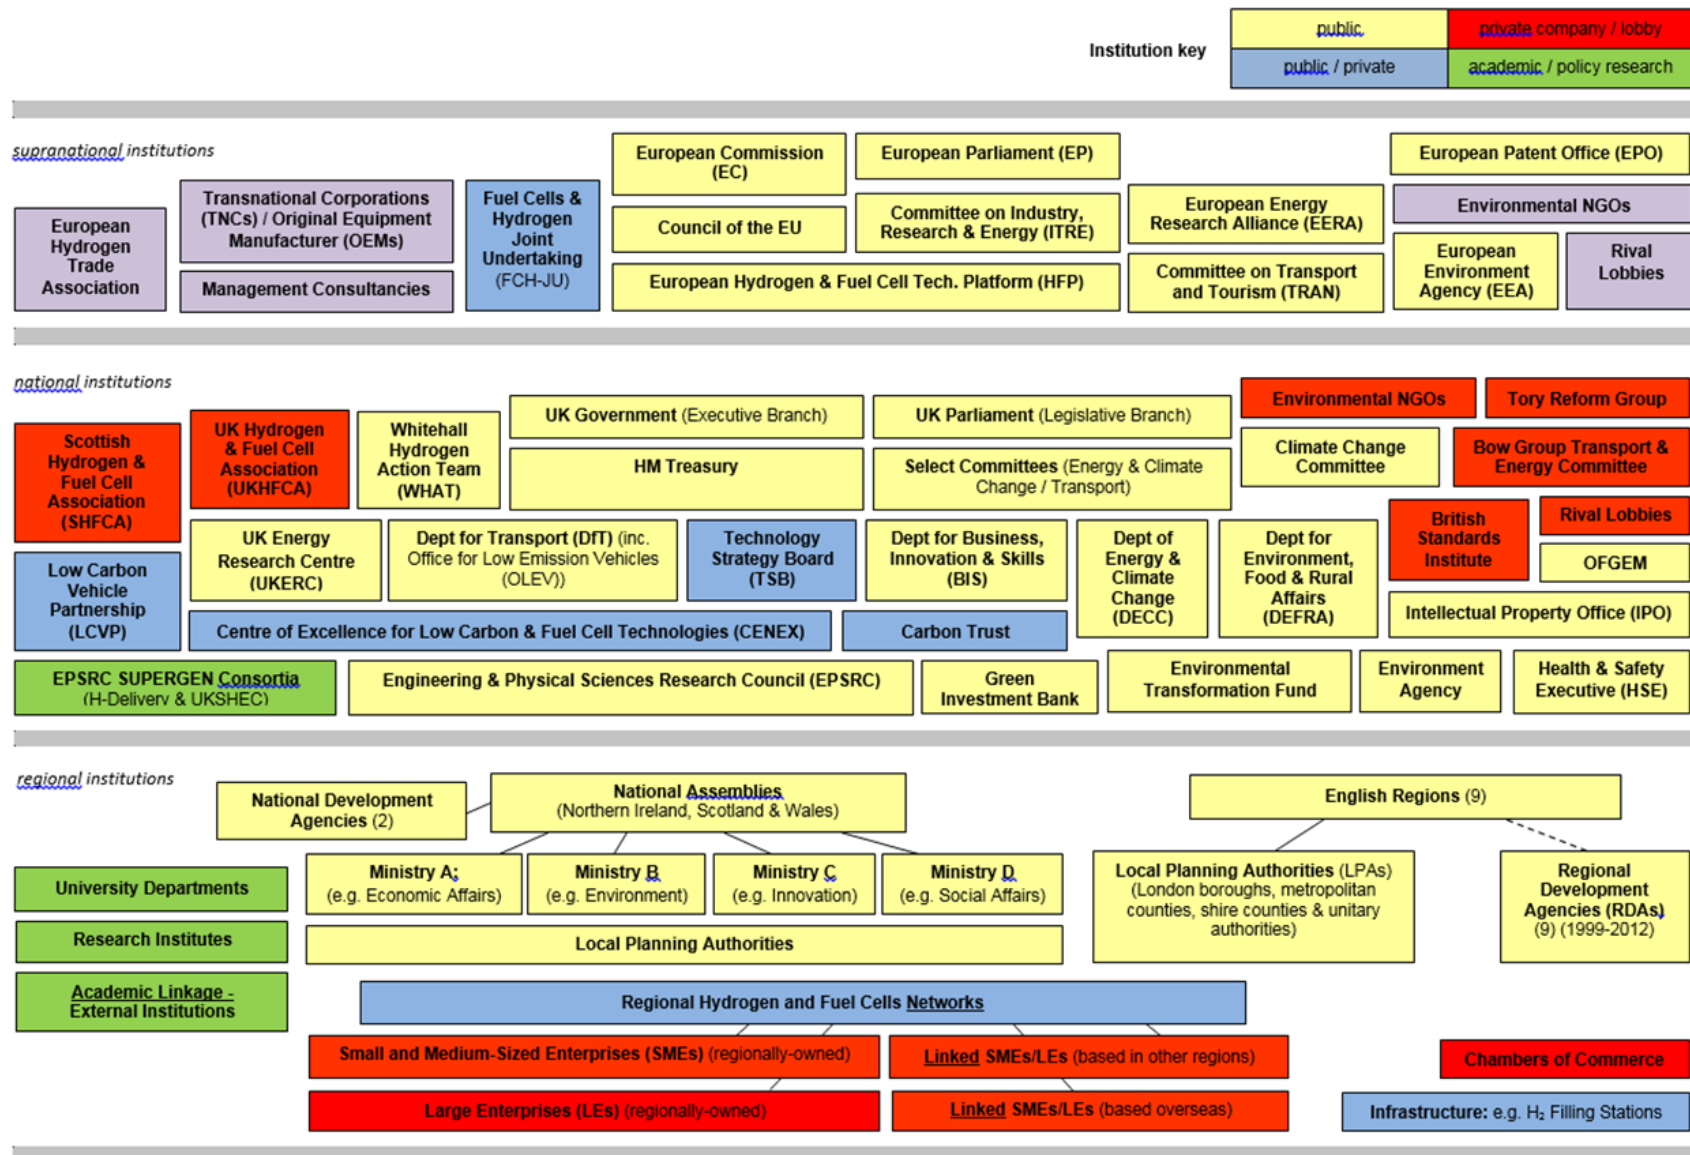 Institution key
public
private company / lobby
public / private
academic / policy research
supranational institutions
European
Hydrogen
Trade
Association
Transnational Corporations
(TNCs) / Original Equipment
Manufacturer (OEMs)
Management Consultancies
Fuel Cells &
Hydrogen
Joint
Undertaking
(FCH-JU)
European Commission
(EC)
European Parliament (EP)
Council of the EU
Committee on Industry,
Research & Energy (ITRE)
European Hydrogen & Fuel Cell Tech. Platform (HFP)
European Energy
Research Alliance (EERA)
Committee on Transport
and Tourism (TRAN)
European Patent Office (EPO)
Environmental NGOs
European
Environment
Agency (EEA)
Rival
Lobbies
national institutions
Scottish
Hydrogen &
Fuel Cell
Association
(SHFCA)
UK Hydrogen
& Fuel Cell
Association
(UKHFCA)
Whitehall
Hydrogen
Action Team
(WHAT)
UK Government (Executive Branch)
UK Parliament (Legislative Branch)
HM Treasury
Select Committees (Energy & Climate
Change / Transport)
Environmental NGOs
Tory Reform Group
Climate Change
Committee
Bow Group Transport &
Energy Committee
Low Carbon
Vehicle
Partnership
(LCVP)
UK Energy
Research Centre
(UKERC)
Dept for Transport (DfT) (inc.
Office for Low Emission Vehicles
(OLEV))
Technology
Strategy Board
(TSB)
Dept for Business,
Innovation & Skills
(BIS)
Dept of
Energy &
Climate
Change
(DECC)
Dept for
Environment,
Food & Rural
Affairs
(DEFRA)
British
Standards
Institute
Rival Lobbies
OFGEM
Intellectual Property Office (IPO)
Centre of Excellence for Low Carbon & Fuel Cell Technologies (CENEX)
Carbon Trust
EPSRC SUPERGEN Consortia
(H-Delivery & UKSHEC)
Engineering & Physical Sciences Research Council (EPSRC)
Green
Investment Bank
Environmental
Transformation Fund
Environment
Agency
Health & Safety
Executive (HSE)
regional institutions
National Development
Agencies (2)
National Assemblies
(Northern Ireland, Scotland & Wales)
English Regions (9)
Ministry A:
(e.g. Economic Affairs)
Ministry B
(e.g. Environment)
Ministry C
(e.g. Innovation)
Ministry D
(e.g. Social Affairs)
Local Planning Authorities
Local Planning Authorities (LPAs)
(London boroughs, metropolitan
counties, shire counties & unitary
authorities)
Regional
Development
Agencies (RDAs)
(9) (1999-2012)
University Departments
Research Institutes
Academic Linkage -
External Institutions
Regional Hydrogen and Fuel Cells Networks
Small and Medium-Sized Enterprises (SMEs) (regionally-owned)
Linked SMEs/LEs (based in other regions)
Large Enterprises (LEs) (regionally-owned)
Linked SMEs/LEs (based overseas)
Chambers of Commerce
Infrastructure: e.g. H₂ Filling Stations